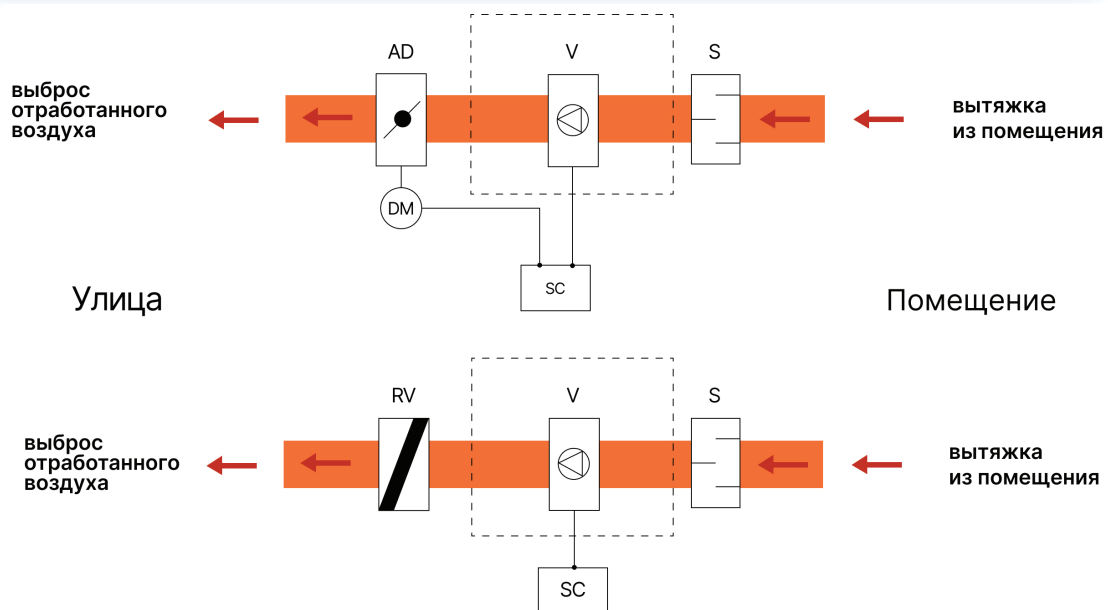 AD
V
S
выброс
отработанного
воздуха
вытяжка
из помещения
DM
SC
Улица
Помещение
RV
V
S
выброс
отработанного
воздуха
вытяжка
из помещения
SC